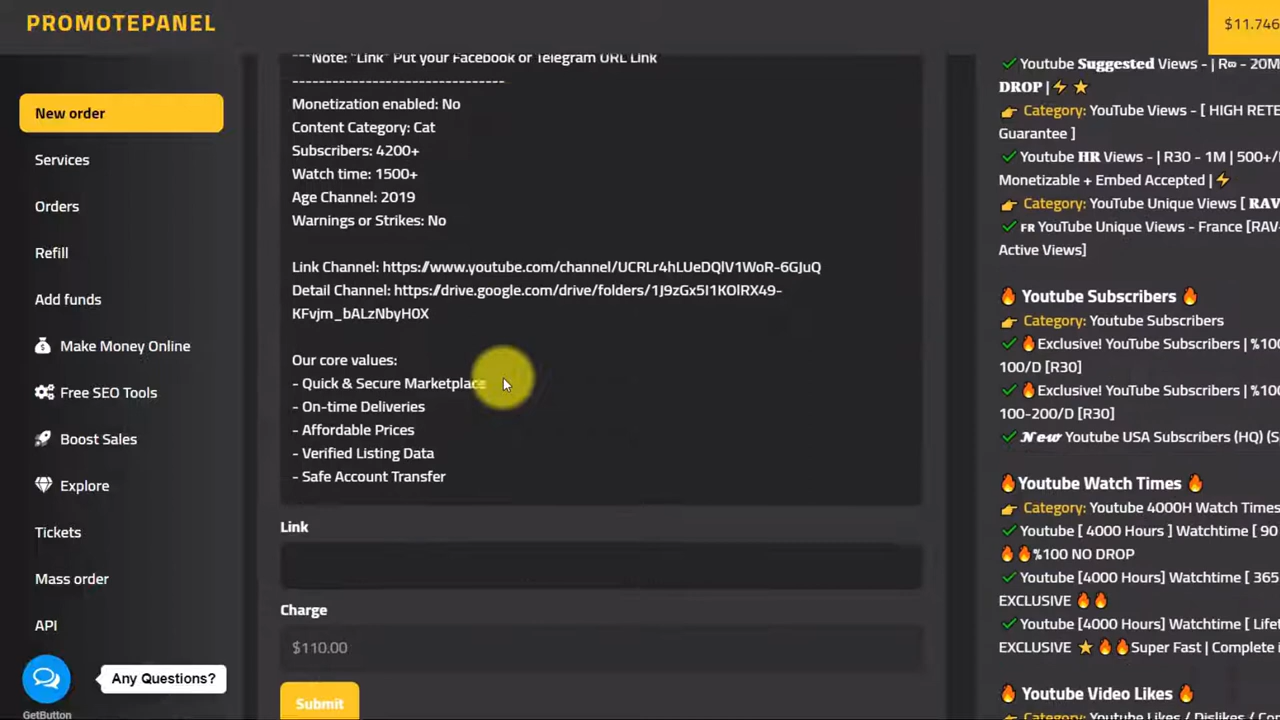 PROMOTEPANEL
$11.746
New order
Services
Orders
Refill
Add funds
Make Money Online
Free SEO Tools
Boost Sales
Explore
Tickets
Mass order
API
Any Questions?
GetButton
Note: "Link" Put your Facebook or Telegram URL Link
--------------------------------
Monetization enabled: No
Content Category: Cat
Subscribers: 4200+
Watch time: 1500+
Age Channel: 2019
Warnings or Strikes: No
Link Channel: https://www.youtube.com/channel/UCRLr4hLUeDQlV1WoR-6GJuQ
Detail Channel: https://drive.google.com/drive/folders/1J9zGx5I1KOlRX49-
KFvjm_bALzNbyH0X
Our core values:
- Quick & Secure Marketplace
- On-time Deliveries
- Affordable Prices
- Verified Listing Data
- Safe Account Transfer
Link
Charge
$110.00
Submit
Youtube Suggested Views - | R∞ - 20M
DROP | ⚡ ⭐
Category: YouTube Views - [ HIGH RETE
Guarantee ]
Youtube HR Views - | R30 - 1M | 500+/
Monetizable + Embed Accepted | ⚡
Category: YouTube Unique Views [ RAV
FR YouTube Unique Views - France [RAV-
Active Views]
🔥 Youtube Subscribers 🔥
Category: Youtube Subscribers
🔥Exclusive! YouTube Subscribers | %100
100/D [R30]
🔥Exclusive! YouTube Subscribers | %100
100-200/D [R30]
New Youtube USA Subscribers (HQ) (S
🔥Youtube Watch Times 🔥
Category: Youtube 4000H Watch Times
Youtube [ 4000 Hours ] Watchtime [ 90
🔥🔥%100 NO DROP
Youtube [4000 Hours] Watchtime [ 365
EXCLUSIVE 🔥🔥
Youtube [4000 Hours] Watchtime [ Lifet
EXCLUSIVE ⭐ 🔥🔥Super Fast | Complete i
🔥 Youtube Video Likes 🔥
Category: Youtube Likes / Dislikes / Co